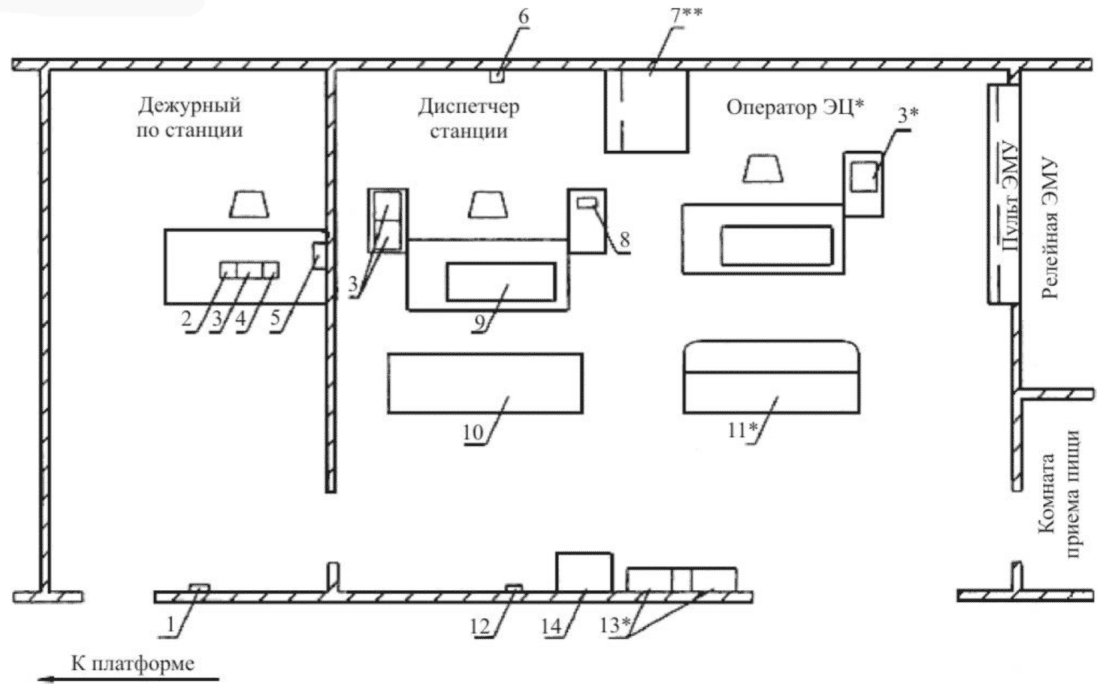 6
7**
Дежурный
по станции
Диспетчер
станции
Оператор ЭЦ*
3*
Пульт ЭМУ
Релейная ЭМУ
8
2
3
4
5
3
9
10
11*
Комната
приема пищи
1
12
14
13*
К платформе